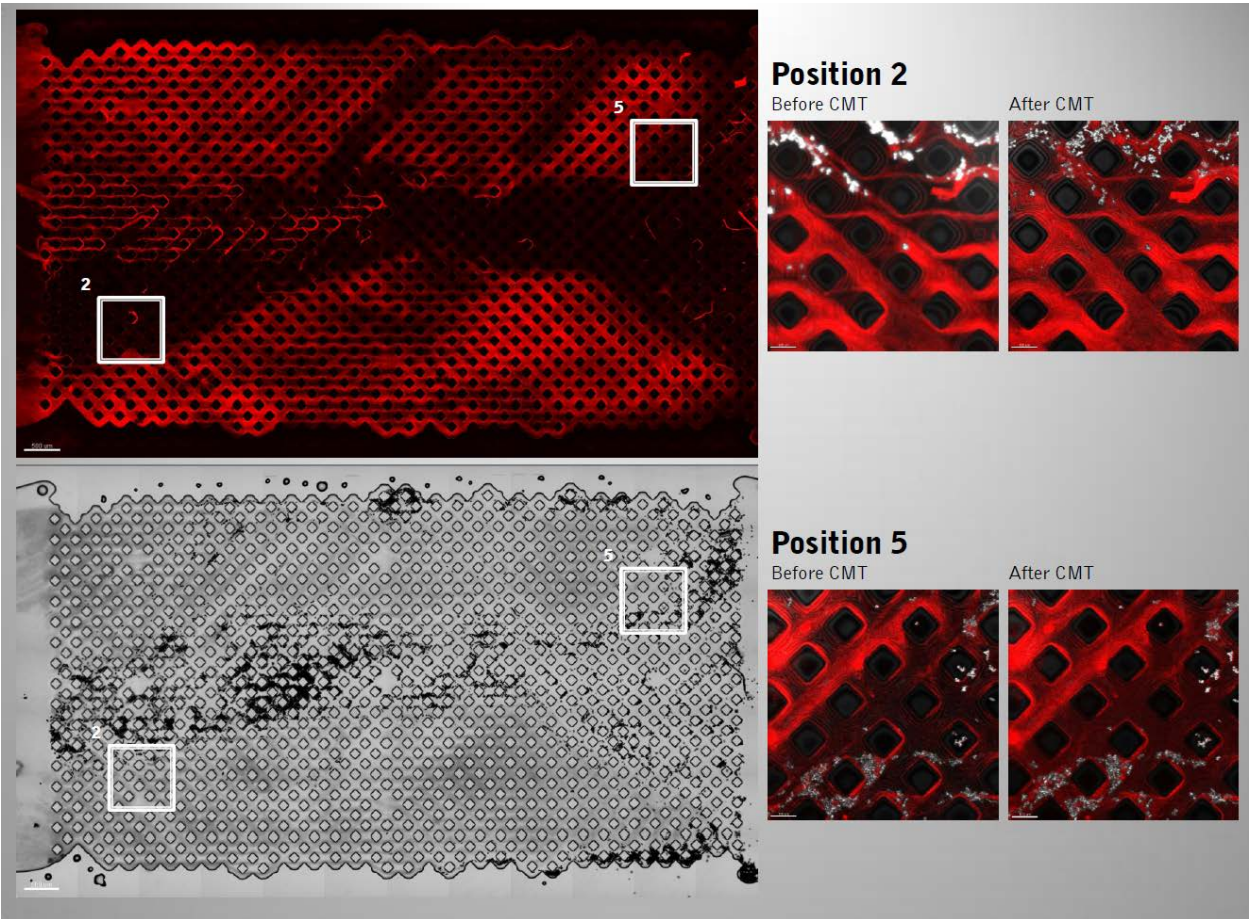 5
2
500 µm
5
2
Position 2
Before CMT
After CMT
Position 5
Before CMT
After CMT